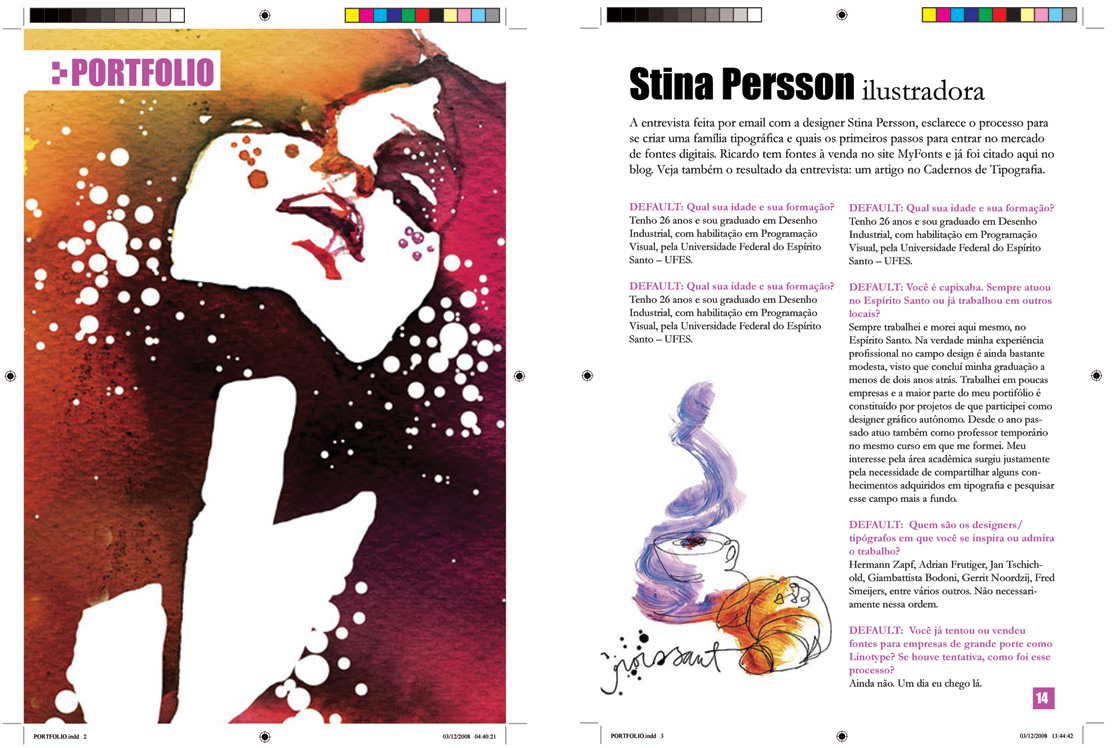 PORTFOLIO
PORTFOLIO.indd 2
03/12/2008 04:40:21
Stina Persson ilustradora
A entrevista feita por email com a designer Stina Persson, esclarece o processo para
se criar uma família tipográfica e quais os primeiros passos para entrar no mercado
de fontes digitais. Ricardo tem fontes à venda no site MyFonts e já foi citado aqui no
blog. Veja também o resultado da entrevista: um artigo no Cadernos de Tipografia.
DEFAULT: Qual sua idade e sua formação?
Tenho 26 anos e sou graduado em Desenho
Industrial, com habilitação em Programação
Visual, pela Universidade Federal do Espírito
Santo – UFES.
DEFAULT: Qual sua idade e sua formação?
Tenho 26 anos e sou graduado em Desenho
Industrial, com habilitação em Programação
Visual, pela Universidade Federal do Espírito
Santo – UFES.
croissant
DEFAULT: Qual sua idade e sua formação?
Tenho 26 anos e sou graduado em Desenho
Industrial, com habilitação em Programação
Visual, pela Universidade Federal do Espírito
Santo – UFES.
DEFAULT: Você é capixaba. Sempre atuou
no Espírito Santo ou já trabalhou em outros
locais?
Sempre trabalhei e morei aqui mesmo, no
Espírito Santo. Na verdade minha experiência
profissional no campo design é ainda bastante
modesta, visto que concluí minha graduação a
menos de dois anos atrás. Trabalhei em poucas
empresas e a maior parte do meu portifólio é
constituído por projetos de que participei como
designer gráfico autônomo. Desde o ano pas-
sado atuo também como professor temporário
no mesmo curso em que me formei. Meu
interesse pela área acadêmica surgiu justamente
pela necessidade de compartilhar alguns con-
hecimentos adquiridos em tipografia e pesquisar
esse campo mais a fundo.
DEFAULT: Quem são os designers/
tipógrafos em que você se inspira ou admira
o trabalho?
Hermann Zapf, Adrian Frutiger, Jan Tschich-
old, Giambattista Bodoni, Gerrit Noordzij, Fred
Smeijers, entre vários outros. Não necessari-
amente nessa ordem.
DEFAULT: Você já tentou ou vendeu
fontes para empresas de grande porte como
Linotype? Se houve tentativa, como foi esse
processo?
Ainda não. Um dia eu chego lá.
14
PORTFOLIO.indd 3
03/12/2008 13:44:42